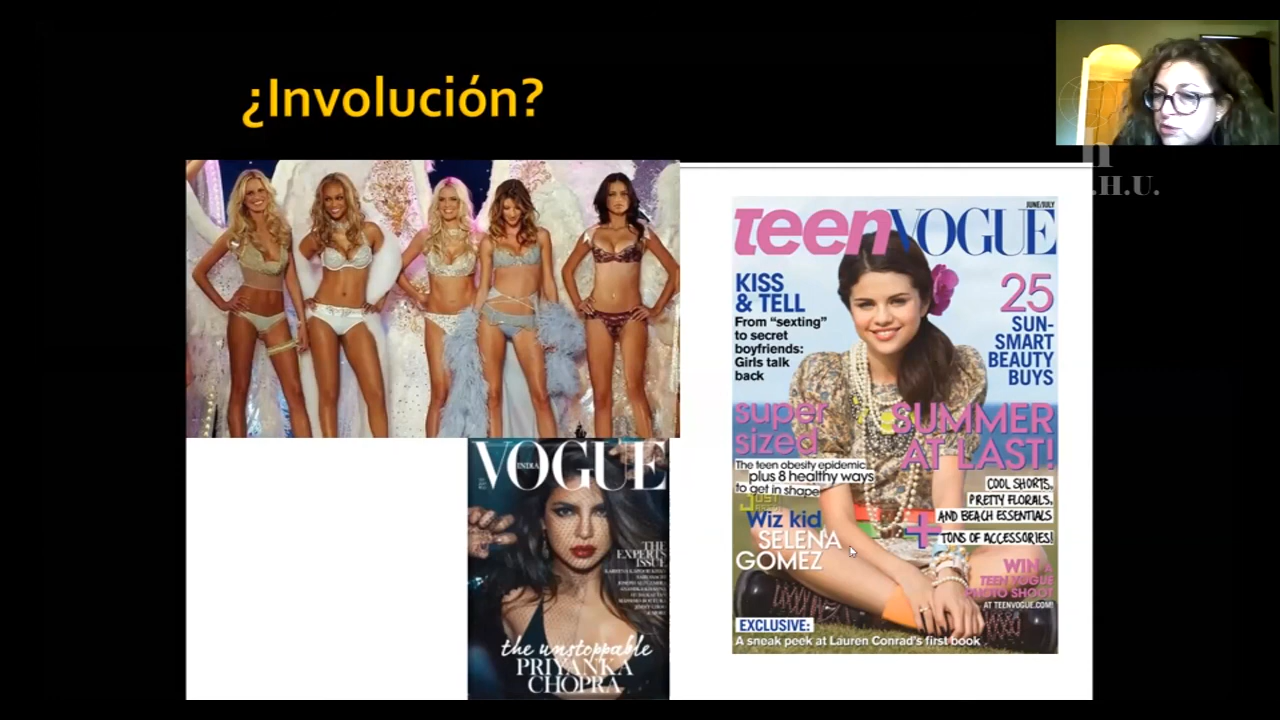 ¿Involución?
h
.H.U.
teenVOGUE
JUNE/JULY
KISS
& TELL
From “sexting”
to secret
boyfriends:
Girls talk
back
25
SUN-
SMART
BEAUTY
BUYS
super
sized
The teen obesity epidemic
plus 8 healthy ways
to get in shape
SUMMER
AT LAST!
COOL SHORTS,
PRETTY FLORALS,
AND BEACH ESSENTIALS
+ TONS OF ACCESSORIES!
Wiz kid
SELENA
GOMEZ
WIN A
TEEN VOGUE
PHOTO SHOOT
AT TEENVOGUE.COM!
EXCLUSIVE:
A sneak peek at Lauren Conrad's first book
VOGUE
INDIA
THE
EXPERTS
ISSUE
the unstoppable
PRIYANKA
CHOPRA